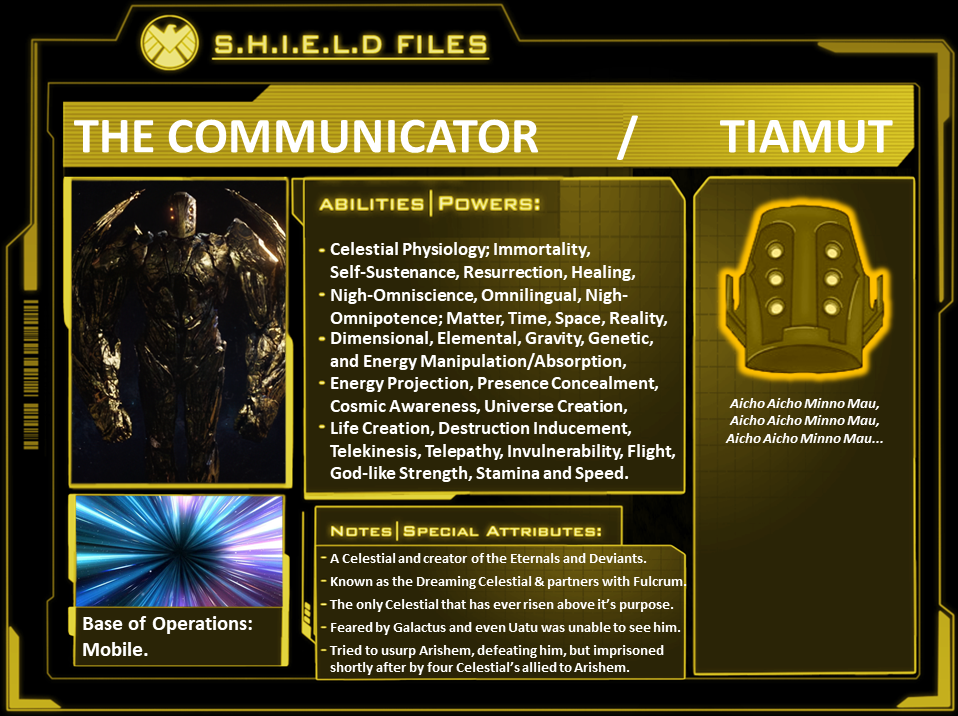 S.H.I.E.L.D FILES
THE COMMUNICATOR / TIAMUT
ABILITIES|POWERS:
- Celestial Physiology; Immortality,
Self-Sustenance, Resurrection, Healing,
- Nigh-Omniscience, Omnilingual, Nigh-
Omnipotence; Matter, Time, Space, Reality,
- Dimensional, Elemental, Gravity, Genetic,
and Energy Manipulation/Absorption,
- Energy Projection, Presence Concealment,
Cosmic Awareness, Universe Creation,
- Life Creation, Destruction Inducement,
Telekinesis, Telepathy, Invulnerability, Flight,
God-like Strength, Stamina and Speed.
Aicho Aicho Minno Mau,
Aicho Aicho Minno Mau,
Aicho Aicho Minno Mau...
Base of Operations:
Mobile.
NOTES|SPECIAL ATTRIBUTES:
- A Celestial and creator of the Eternals and Deviants.
- Known as the Dreaming Celestial & partners with Fulcrum.
- The only Celestial that has ever risen above it's purpose.
- Feared by Galactus and even Uatu was unable to see him.
- Tried to usurp Arishem, defeating him, but imprisoned
shortly after by four Celestial's allied to Arishem.